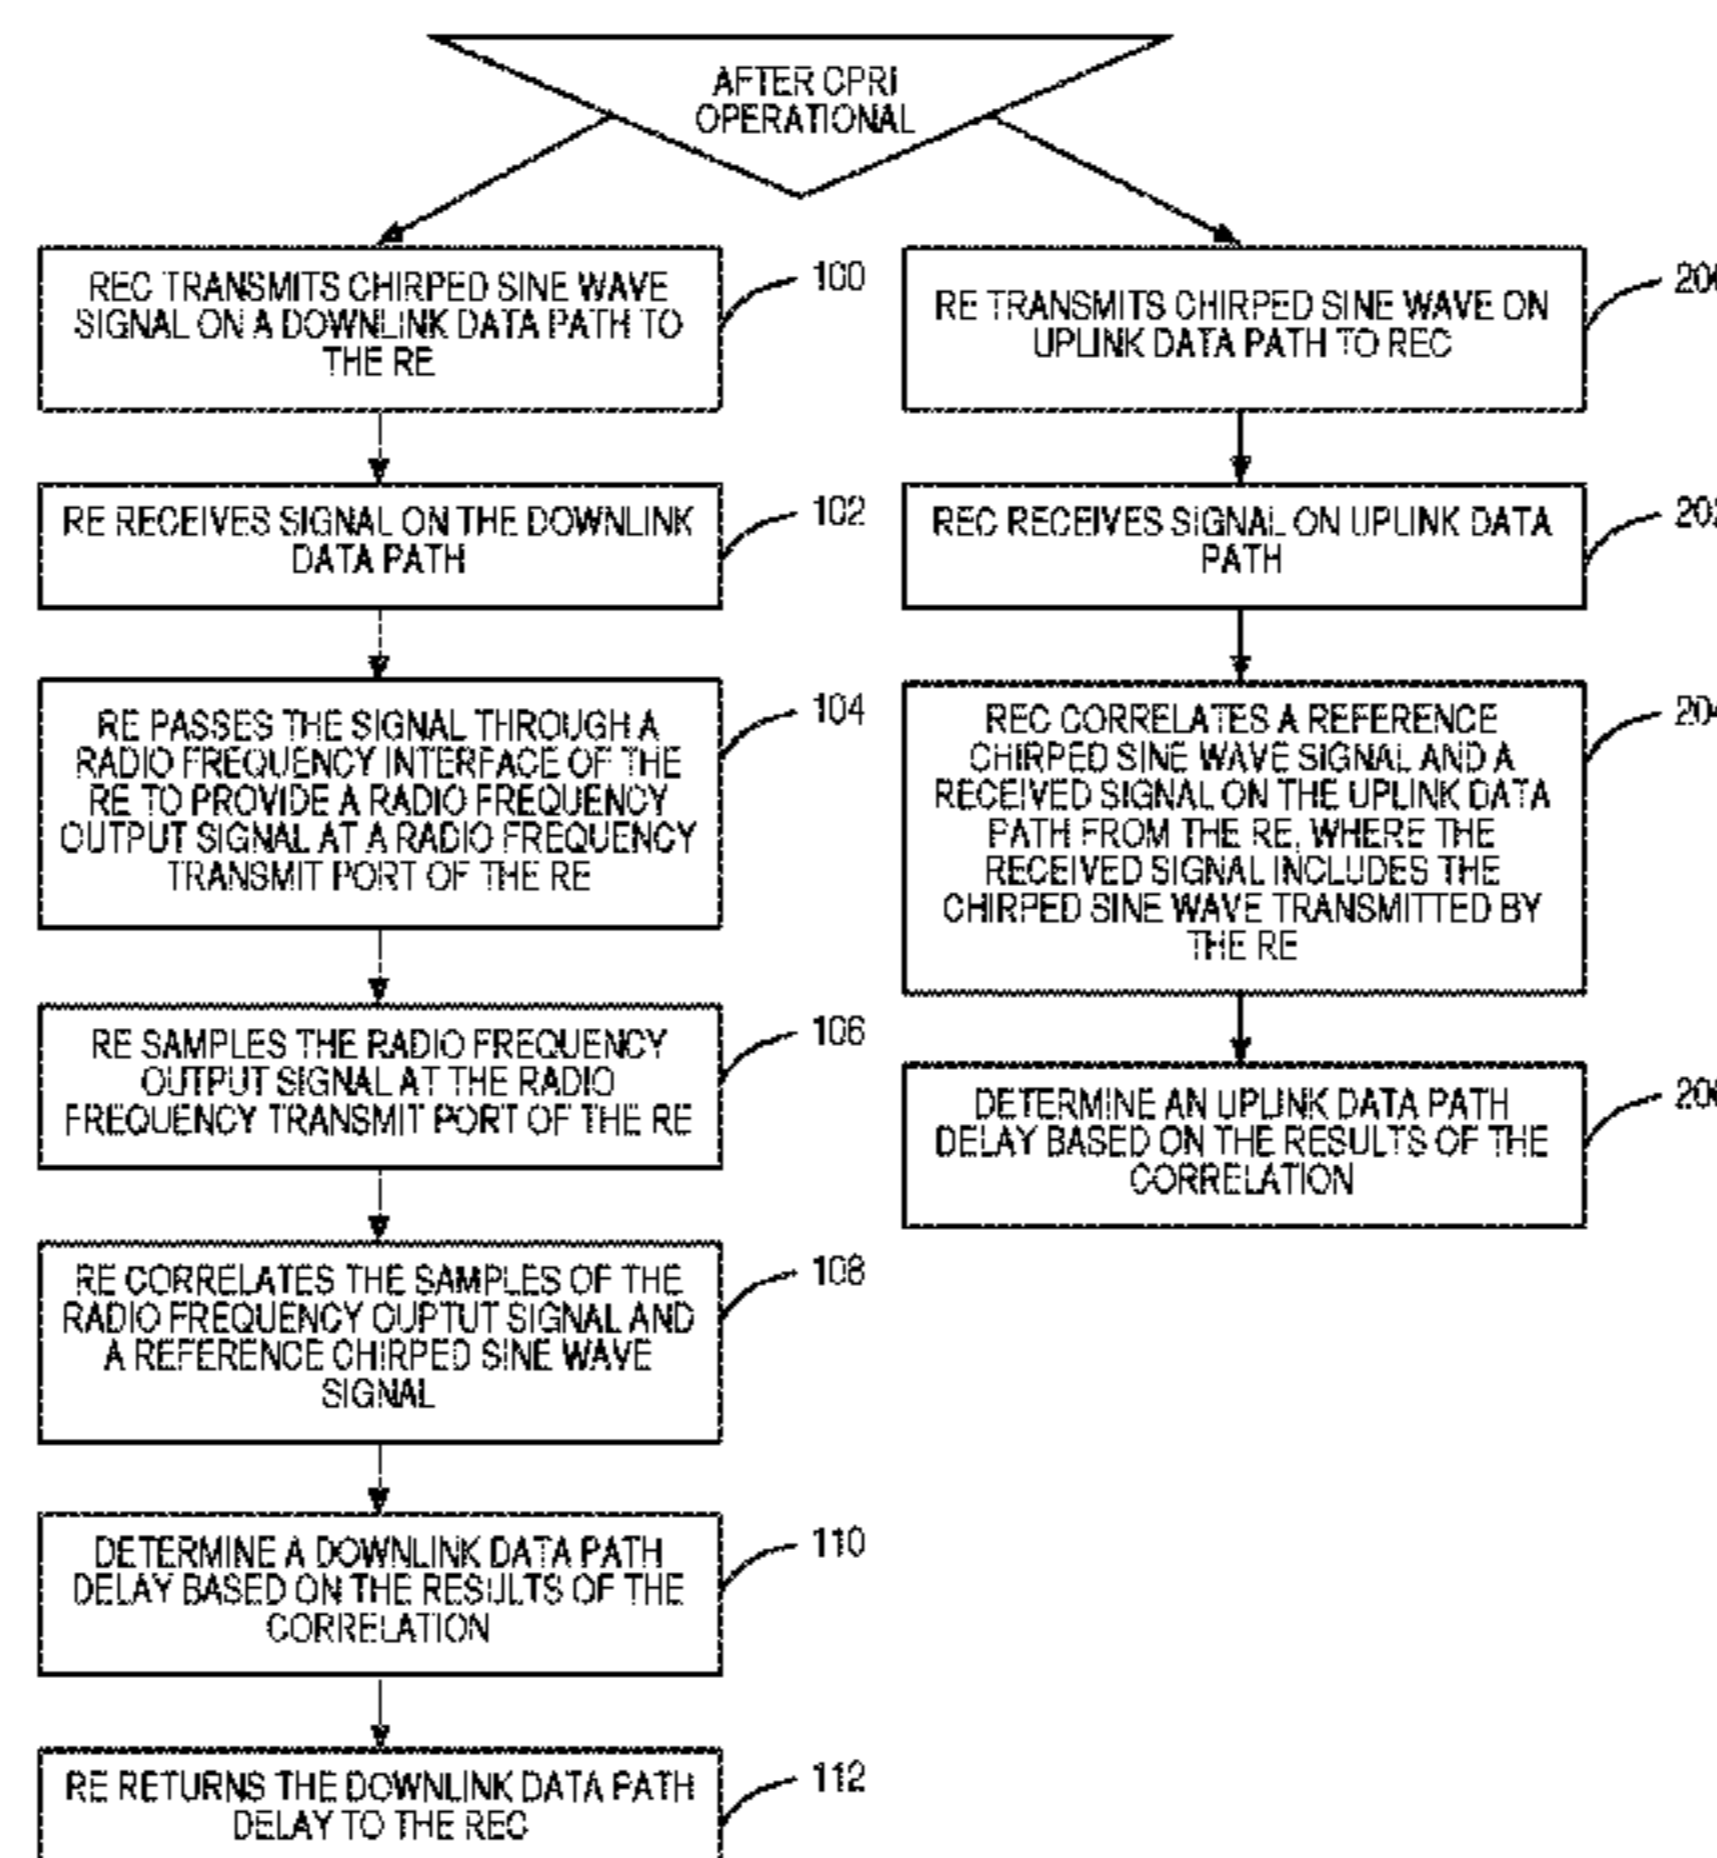 AFTER CPRI
OPERATIONAL
REC TRANSMITS CHIRPED SINE WAVE
SIGNAL ON A DOWNLINK DATA PATH TO
THE RE
100
RE RECEIVES SIGNAL ON THE DOWNLINK
DATA PATH
102
RE PASSES THE SIGNAL THROUGH A
RADIO FREQUENCY INTERFACE OF THE
RE TO PROVIDE A RADIO FREQUENCY
OUTPUT SIGNAL AT A RADIO FREQUENCY
TRANSMIT PORT OF THE RE
104
RE SAMPLES THE RADIO FREQUENCY
OUTPUT SIGNAL AT THE RADIO
FREQUENCY TRANSMIT PORT OF THE RE
106
RE CORRELATES THE SAMPLES OF THE
RADIO FREQUENCY OUPTUT SIGNAL AND
A REFERENCE CHIRPED SINE WAVE
SIGNAL
108
DETERMINE A DOWNLINK DATA PATH
DELAY BASED ON THE RESULTS OF THE
CORRELATION
110
RE RETURNS THE DOWNLINK DATA PATH
DELAY TO THE REC
112
RE TRANSMITS CHIRPED SINE WAVE ON
UPLINK DATA PATH TO REC
REC RECEIVES SIGNAL ON UPLINK DATA
PATH
202
REC CORRELATES A REFERENCE
CHIRPED SINE WAVE SIGNAL AND A
RECEIVED SIGNAL ON THE UPLINK DATA
PATH FROM THE RE, WHERE THE
RECEIVED SIGNAL INCLUDES THE
CHIRPED SINE WAVE TRANSMITTED BY
THE RE
204
DETERMINE AN UPLINK DATA PATH
DELAY BASED ON THE RESULTS OF THE
CORRELATION